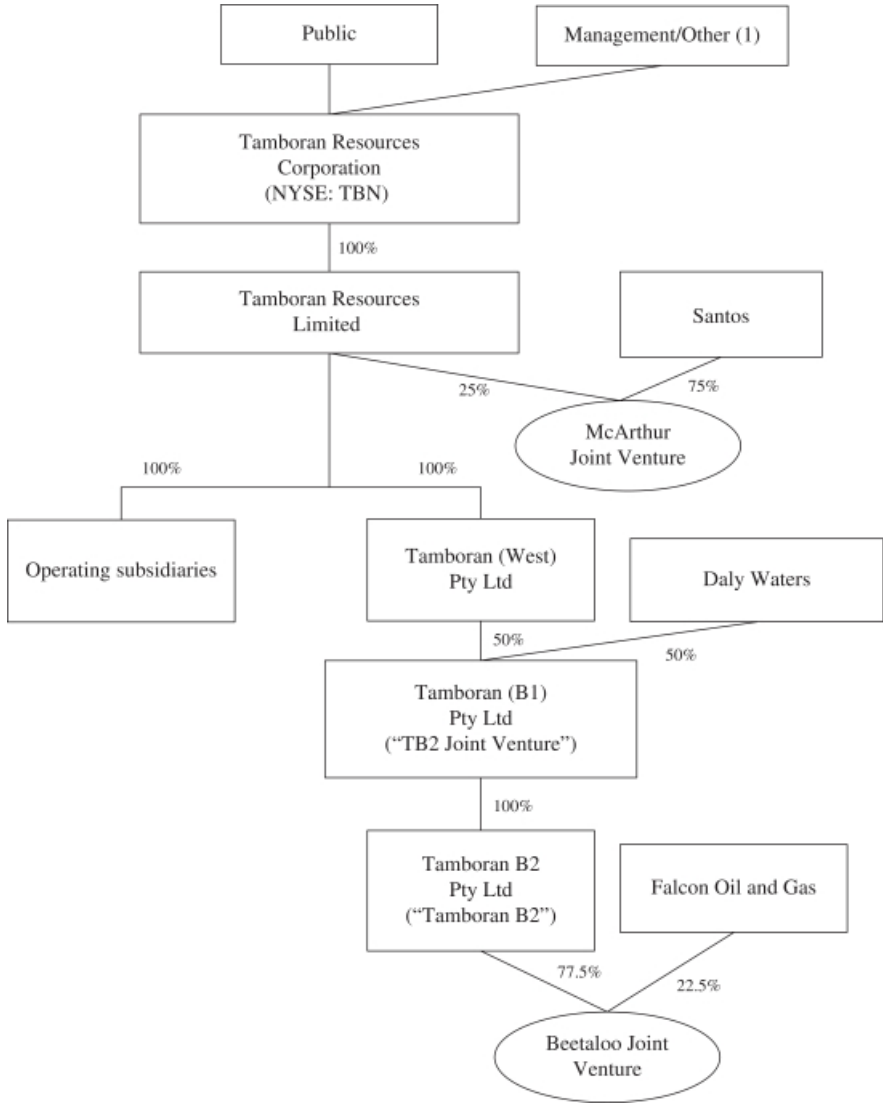 Public
Management/Other (1)
Tamboran Resources
Corporation
(NYSE: TBN)
100%
Tamboran Resources
Limited
Santos
25%
75%
McArthur
Joint Venture
100%
100%
Operating subsidiaries
Tamboran (West)
Pty Ltd
Daly Waters
50%
50%
Tamboran (B1)
Pty Ltd
(“TB2 Joint Venture”)
100%
Tamboran B2
Pty Ltd
(“Tamboran B2”)
Falcon Oil and Gas
77.5%
22.5%
Beetaloo Joint
Venture